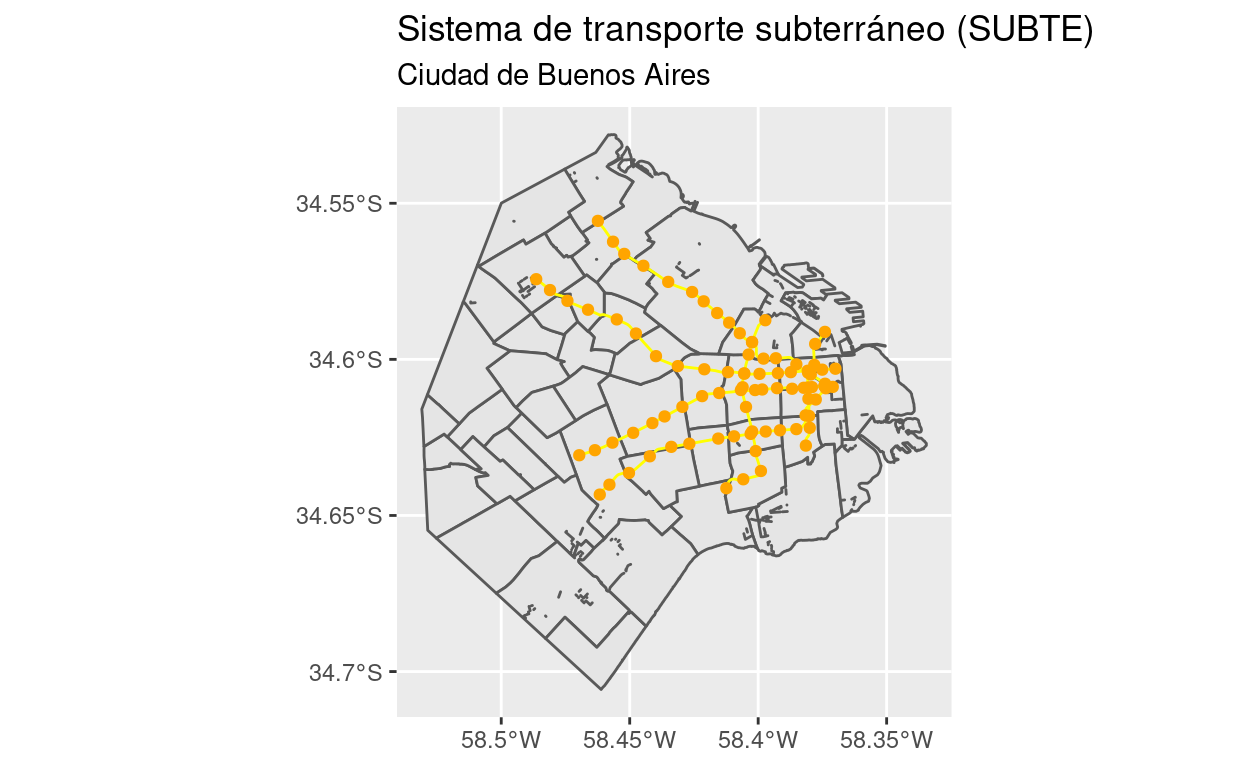 Sistema de transporte subterráneo (SUBTE)
Ciudad de Buenos Aires
34.55°S
34.6°S
34.65°S
34.7°S
58.5°W 58.45°W 58.4°W 58.35°W